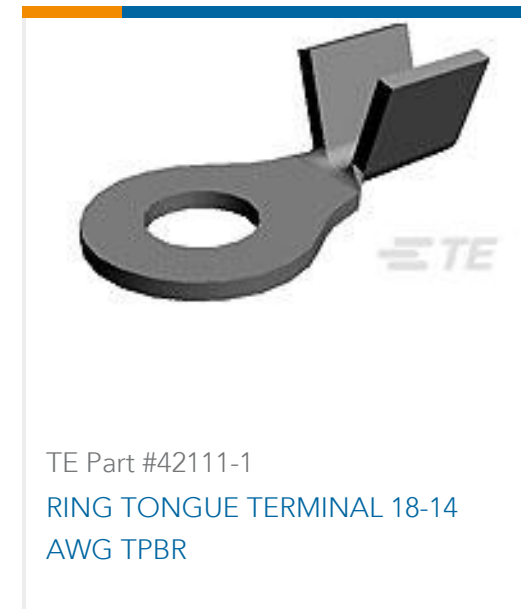 TE
TE Part #42111-1
RING TONGUE TERMINAL 18-14
AWG TPBR